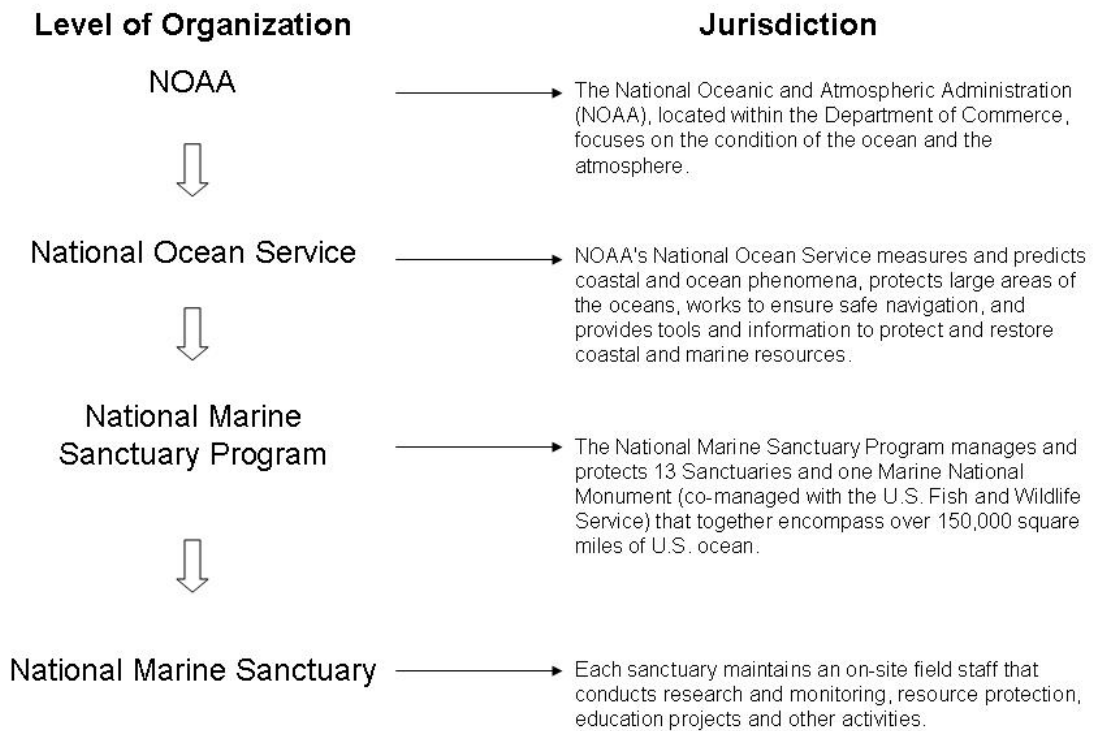 Level of Organization
Jurisdiction
NOAA
The National Oceanic and Atmospheric Administration
(NOAA), located within the Department of Commerce,
focuses on the condition of the ocean and the
atmosphere.
National Ocean Service
NOAA's National Ocean Service measures and predicts
coastal and ocean phenomena, protects large areas of
the oceans, works to ensure safe navigation, and
provides tools and information to protect and restore
coastal and marine resources.
National Marine
Sanctuary Program
The National Marine Sanctuary Program manages and
protects 13 Sanctuaries and one Marine National
Monument (co-managed with the U.S. Fish and Wildlife
Service) that together encompass over 150,000 square
miles of U.S. ocean.
National Marine Sanctuary
Each sanctuary maintains an on-site field staff that
conducts research and monitoring, resource protection,
education projects and other activities.